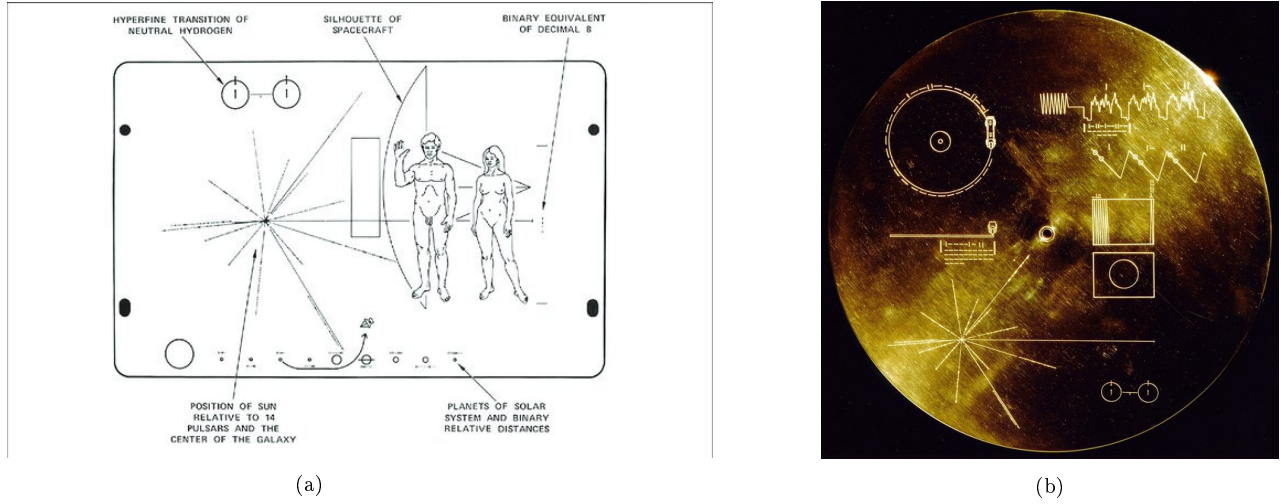 HYPERFINE TRANSITION OF
NEUTRAL HYDROGEN
SILHOUETTE OF
SPACECRAFT
BINARY EQUIVALENT
OF DECIMAL 8
POSITION OF SUN
RELATIVE TO 14
PULSARS AND THE
CENTER OF THE GALAXY
PLANETS OF SOLAR
SYSTEM AND BINARY
RELATIVE DISTANCES
(a)
(b)